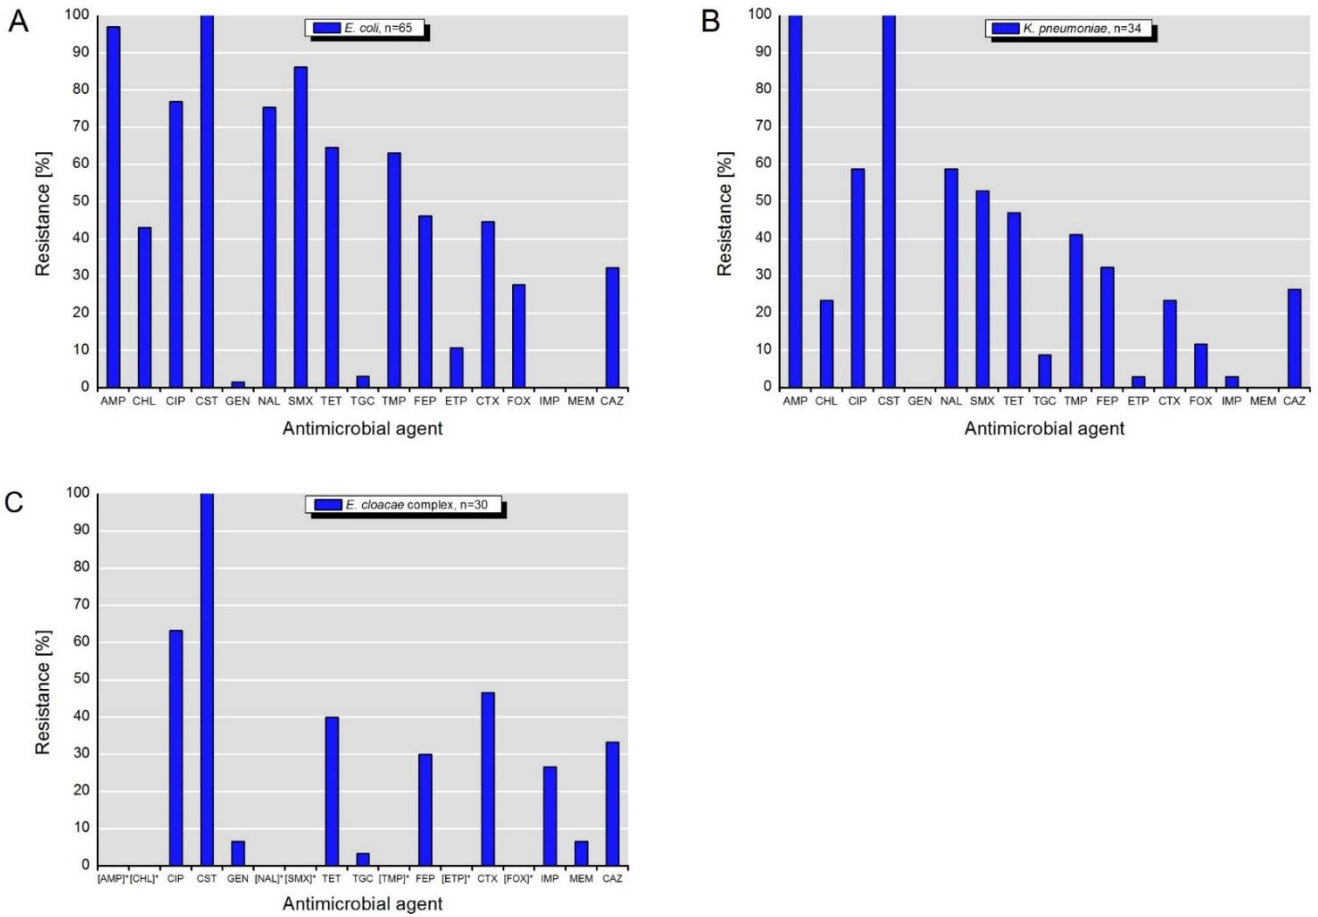 A
E. coli, n=65
100
90
80
70
60
50
40
30
20
10
0
Resistance [%]
AMP CHL CIP CST GEN NAL SMX TET TGC TMP FEP ETP CTX FOX IMP MEM CAZ
Antimicrobial agent
B
K. pneumoniae, n=34
100
90
80
70
60
50
40
30
20
10
0
Resistance [%]
AMP CHL CIP CST GEN NAL SMX TET TGC TMP FEP ETP CTX FOX IMP MEM CAZ
Antimicrobial agent
C
E. cloacae complex, n=30
100
90
80
70
60
50
40
30
20
10
0
Resistance [%]
[AMP]* [CHL]* CIP CST GEN [NAL]* [SMX]* TET TGC [TMP]* FEP [ETP]* CTX [FOX]* IMP MEM CAZ
Antimicrobial agent